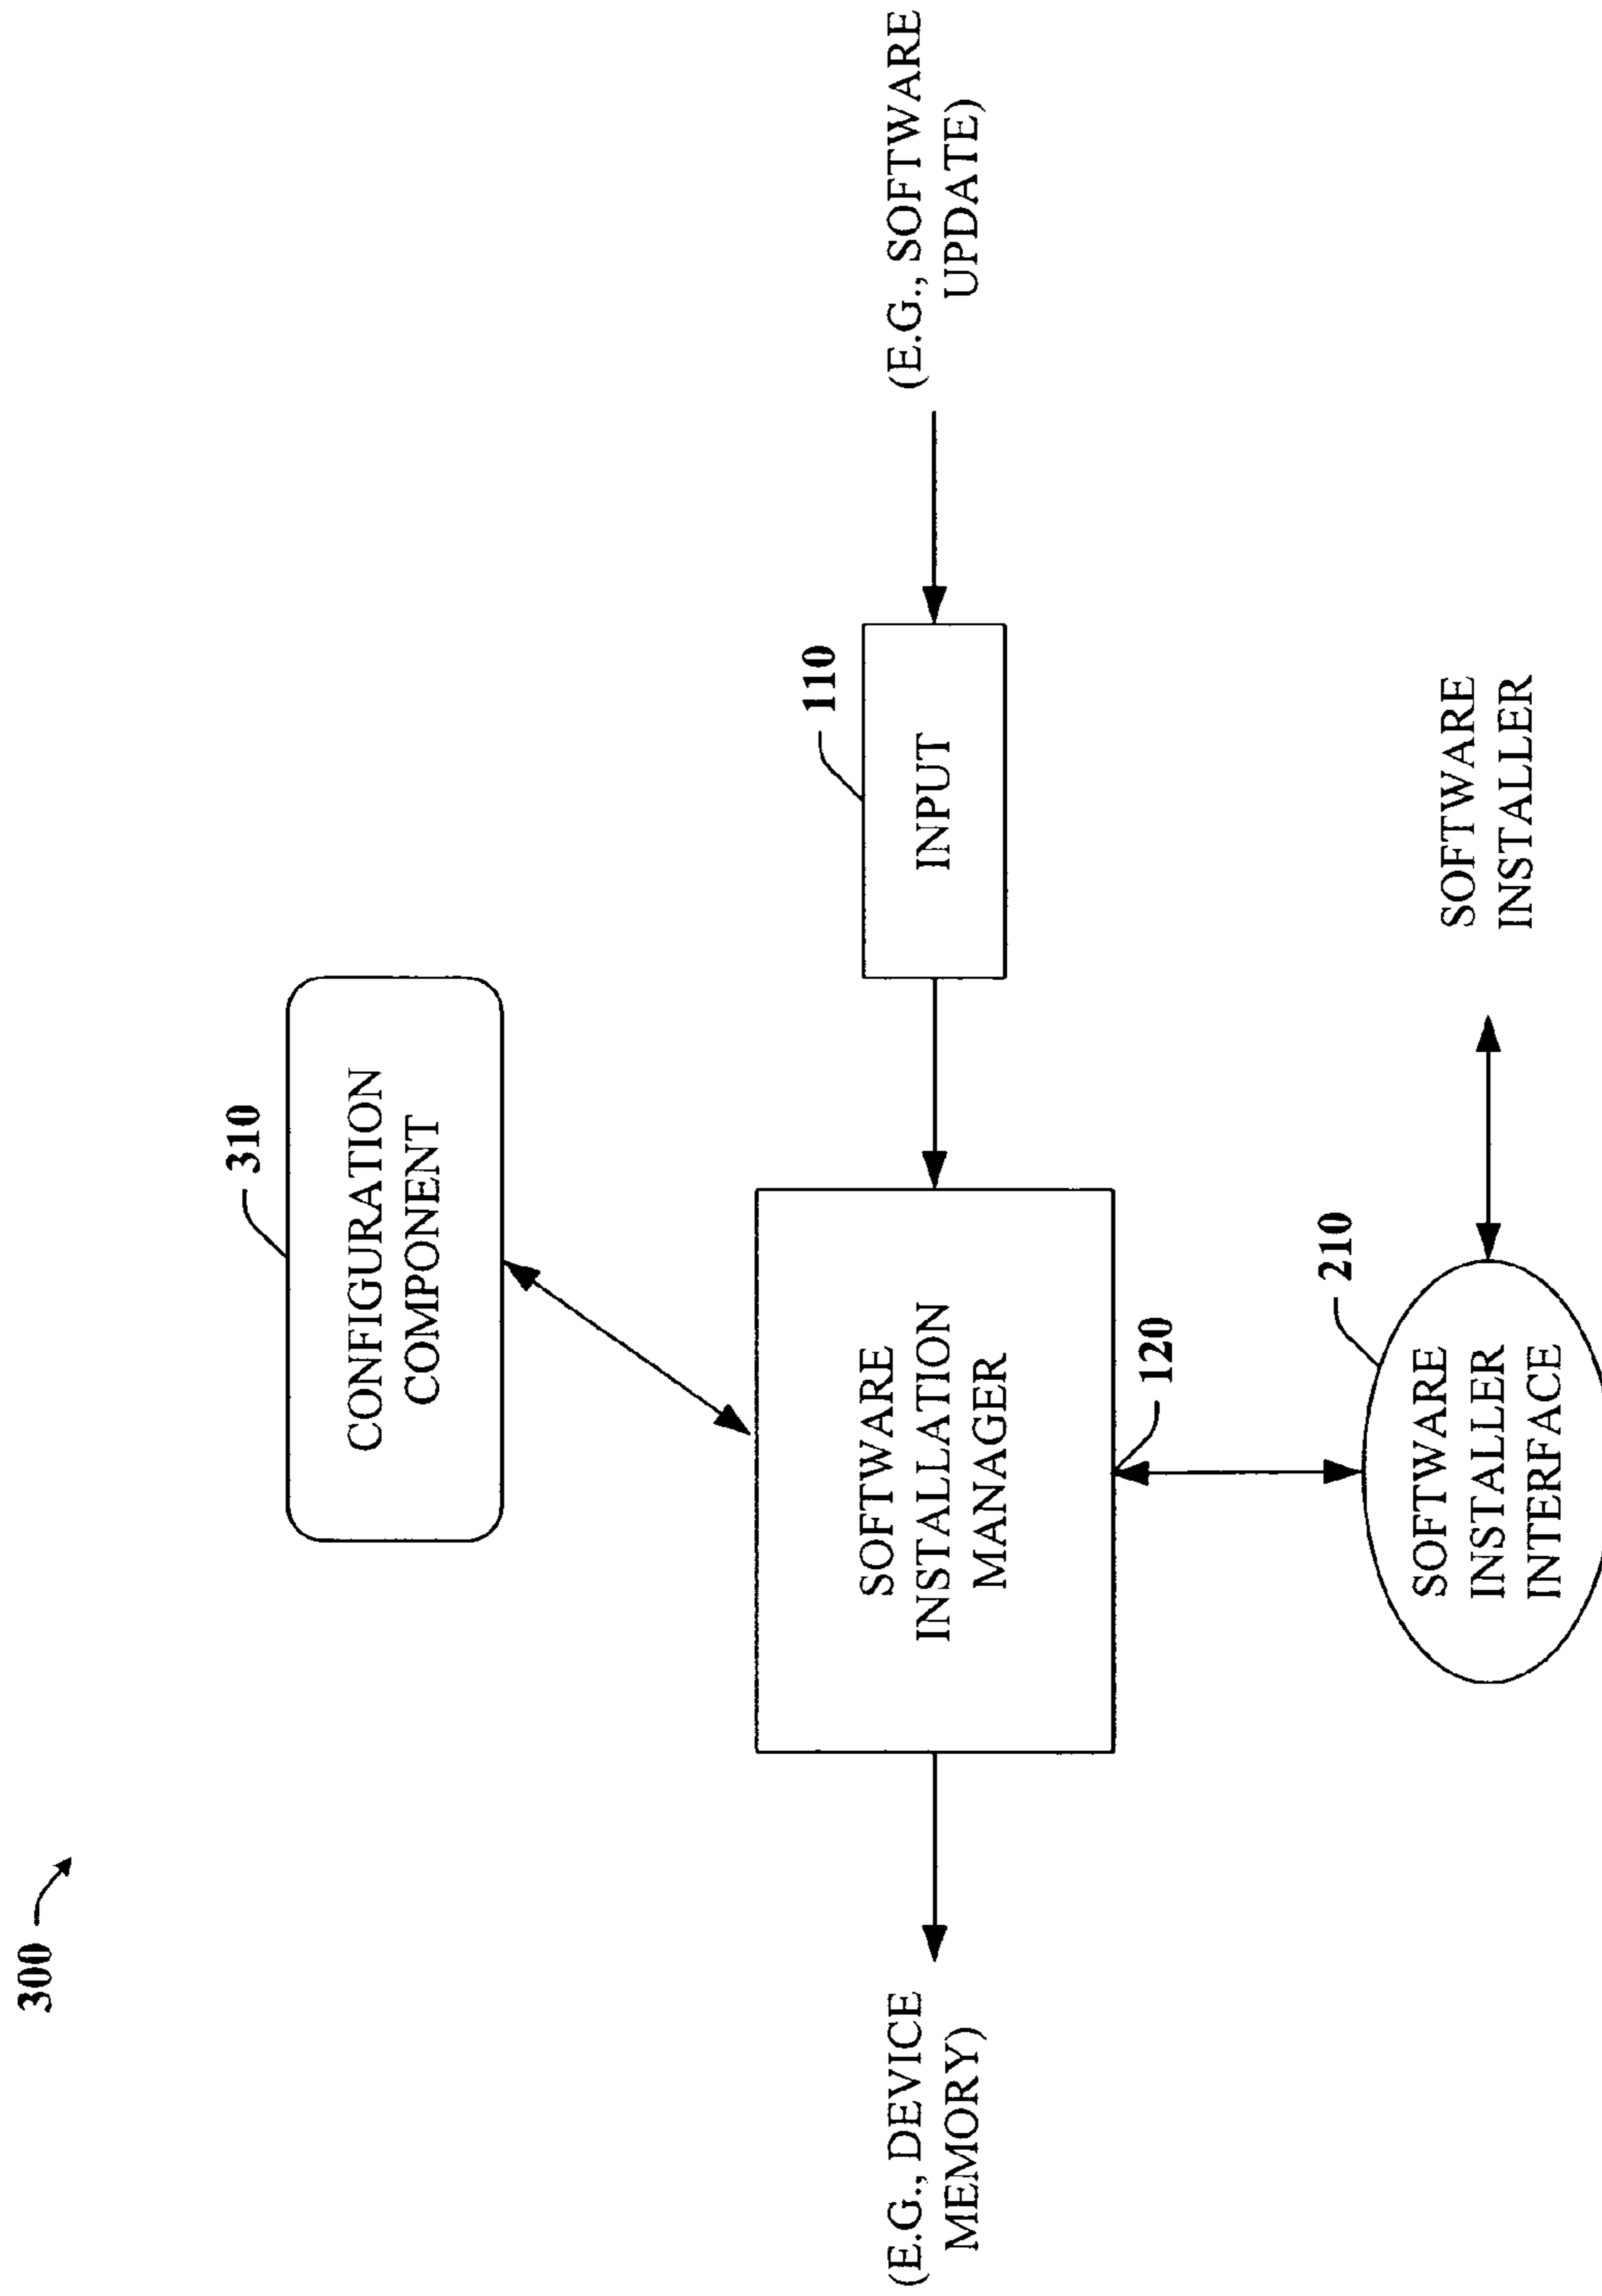 300
310
CONFIGURATION
COMPONENT
(E.G., DEVICE
MEMORY)
SOFTWARE
INSTALLATION
MANAGER
120
110
INPUT
(E.G., SOFTWARE
UPDATE)
210
SOFTWARE
INSTALLER
INTERFACE
SOFTWARE
INSTALLER